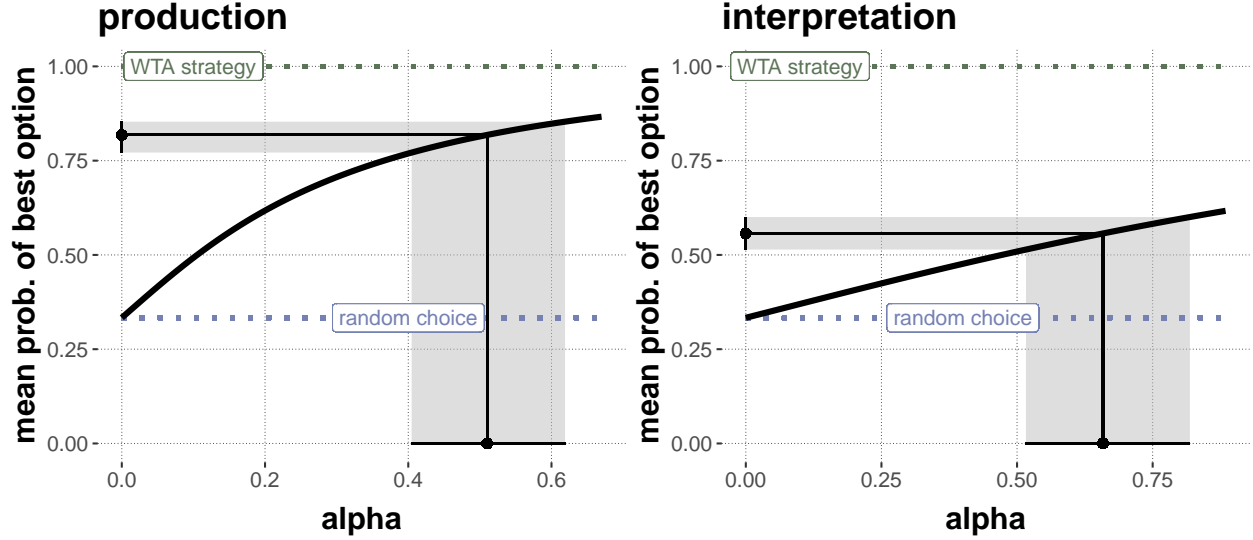 production
mean prob. of best option
1.00
0.75
0.50
0.25
0.00
WTA strategy
random choice
0.0 0.2 0.4 0.6
alpha
interpretation
mean prob. of best option
1.00
0.75
0.50
0.25
0.00
WTA strategy
random choice
0.00 0.25 0.50 0.75
alpha